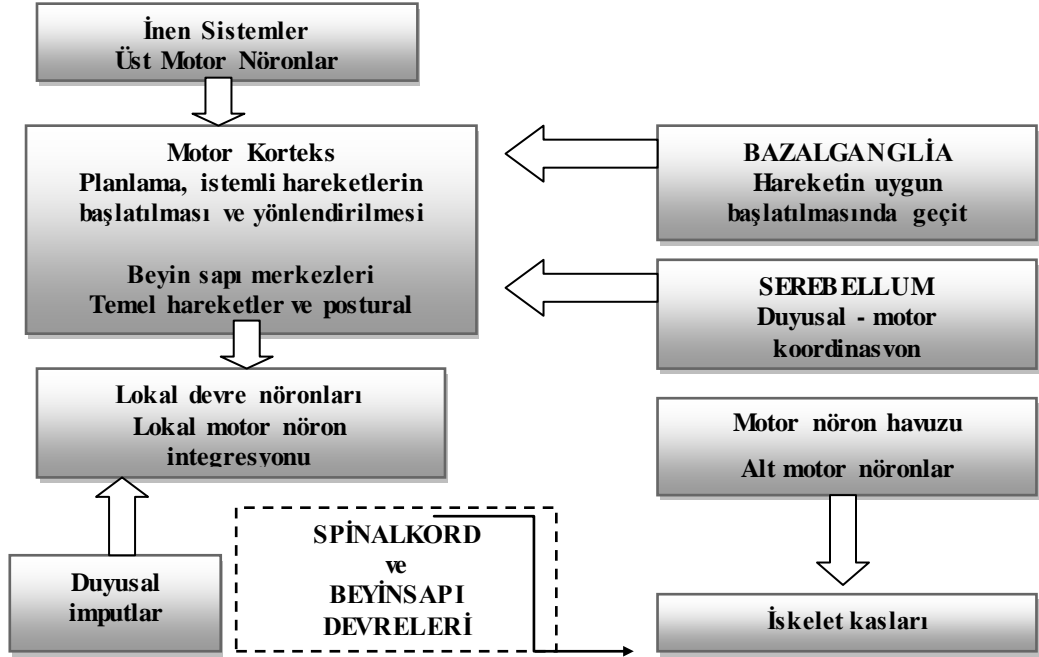 İnen Sistemler
Üst Motor Nöronlar
Motor Korteks
Planlama, istemli hareketlerin
başlatılması ve yönlendirilmesi
Beyin sapı merkezleri
Temel hareketler ve postural
BAZALGANGLİA
Hareketin uygun
başlatılmasında geçit
SEREBELLUM
Duyusal - motor
koordinasvon
Lokal devre nöronları
Lokal motor nöron
integresyonu
Motor nöron havuzu
Alt motor nöronlar
Duyusal
imputlar
SPİNALKORD
ve
BEYİNSAPI
DEVRELERİ
İskelet kasları